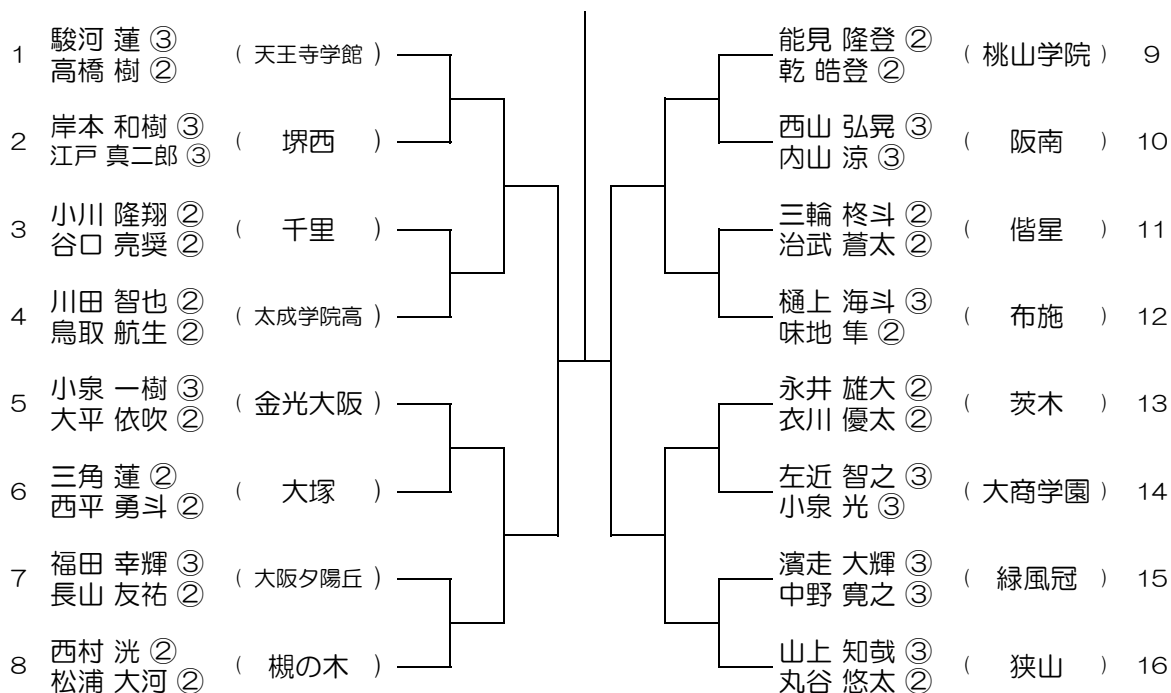 1 駿河 蓮 ③ ( 天王寺学館 )
高橋 樹 ②
2 岸本 和樹 ③ ( 堺西 )
江戸 真二郎 ③
3 小川 隆翔 ② ( 千里 )
谷口 亮奨 ②
4 川田 智也 ② ( 太成学院高 )
鳥取 航生 ②
5 小泉 一樹 ③ ( 金光大阪 )
大平 依吹 ②
6 三角 蓮 ② ( 大塚 )
西平 勇斗 ②
7 福田 幸輝 ③ ( 大阪夕陽丘 )
長山 友祐 ②
8 西村 洸 ② ( 槻の木 )
松浦 大河 ②
能見 隆登 ② ( 桃山学院 ) 9
乾 皓登 ②
西山 弘晃 ③ ( 阪南 ) 10
内山 涼 ③
三輪 柊斗 ② ( 偕星 ) 11
治武 蒼太 ②
樋上 海斗 ③ ( 布施 ) 12
味地 隼 ②
永井 雄大 ② ( 茨木 ) 13
衣川 優太 ②
左近 智之 ③ ( 大商学園 ) 14
小泉 光 ③
濱走 大輝 ③ ( 緑風冠 ) 15
中野 寛之 ③
山上 知哉 ③ ( 狭山 ) 16
丸谷 悠太 ②